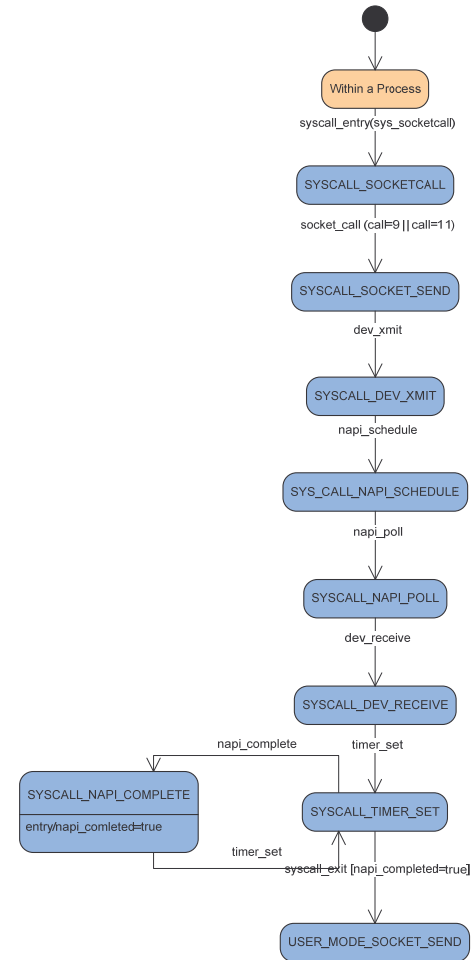 Within a Process
syscall_entry(sys_socketcall)
SYSCALL_SOCKETCALL
socket_call (call=9 || call=11)
SYSCALL_SOCKET_SEND
dev_xmit
SYSCALL_DEV_XMIT
napi_schedule
SYS_CALL_NAPI_SCHEDULE
napi_poll
SYSCALL_NAPI_POLL
dev_receive
SYSCALL_DEV_RECEIVE
timer_set
napi_complete
SYSCALL_NAPI_COMPLETE
entry/napi_comleted=true
SYSCALL_TIMER_SET
timer_set
syscall_exit [napi_completed=true]
USER_MODE_SOCKET_SEND